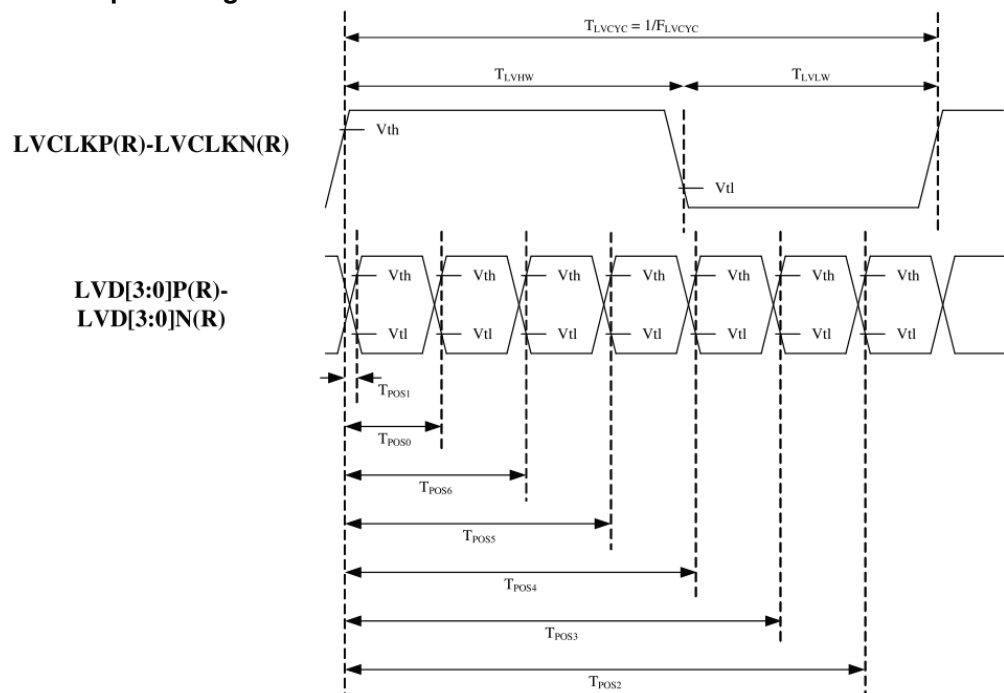 T_LVCYC = 1/F_LVCYC
T_LVHW T_LVLW
Vth
LVCLKP(R)-LVCLKN(R)
Vtl
Vth Vth Vth Vth Vth Vth Vth
LVD[3:0]P(R)-
LVD[3:0]N(R)
Vtl Vtl Vtl Vtl Vtl Vtl Vtl
T_POS1
T_POS0
T_POS6
T_POS5
T_POS4
T_POS3
T_POS2